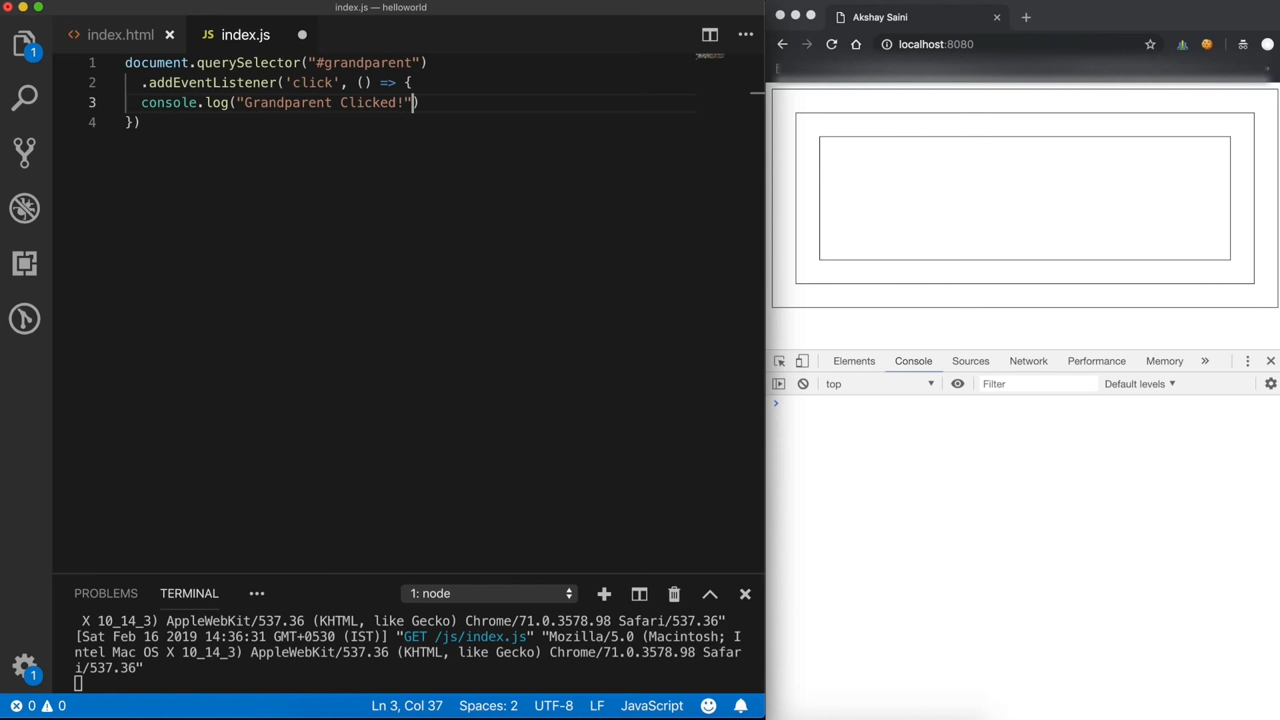 index.js — helloworld
index.html
JS index.js
1 document.querySelector("#grandparent")
2 .addEventListener('click', () => {
3 console.log("Grandparent Clicked!")
4 })
1
1
PROBLEMS TERMINAL ••• 1: node
X 10_14_3) AppleWebKit/537.36 (KHTML, like Gecko) Chrome/71.0.3578.98 Safari/537.36"
[Sat Feb 16 2019 14:36:31 GMT+0530 (IST)] "GET /js/index.js" "Mozilla/5.0 (Macintosh; I
ntel Mac OS X 10_14_3) AppleWebKit/537.36 (KHTML, like Gecko) Chrome/71.0.3578.98 Safar
i/537.36"
0 0 Ln 3, Col 37 Spaces: 2 UTF-8 LF JavaScript
Akshay Saini
localhost:8080
Elements Console Sources Network Performance Memory »
top Filter Default levels